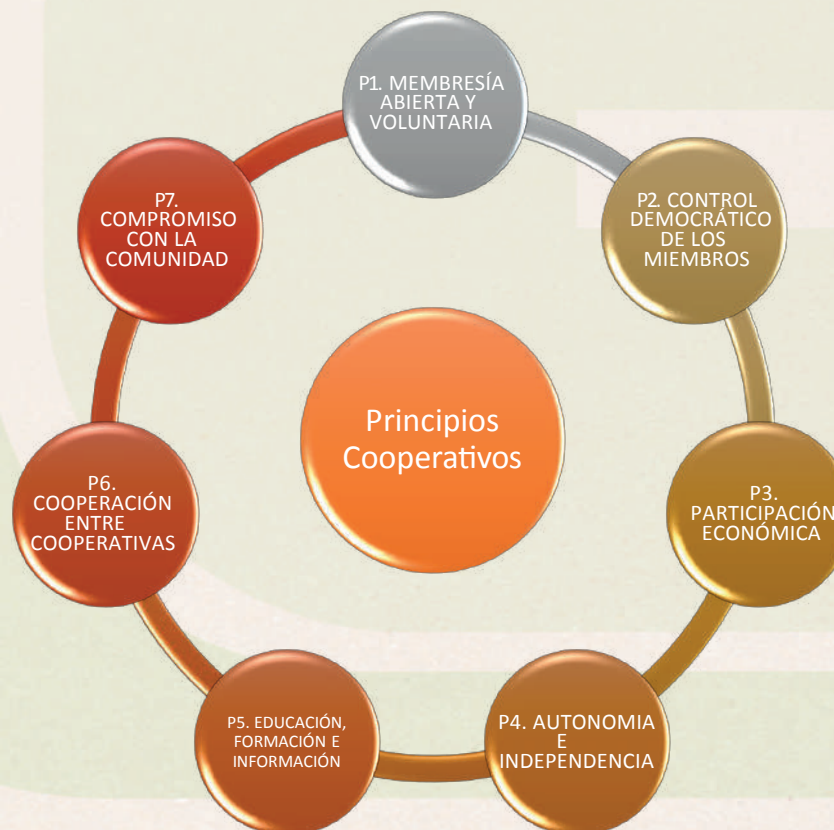 P1. MEMBRESÍA
ABIERTA Y
VOLUNTARIA
P2. CONTROL
DEMOCRÁTICO
DE LOS
MIEMBROS
P3.
PARTICIPACIÓN
ECONÓMICA
P4. AUTONOMIA
E
INDEPENDENCIA
P5. EDUCACIÓN,
FORMACIÓN E
INFORMACIÓN
P6.
COOPERACIÓN
ENTRE
COOPERATIVAS
P7.
COMPROMISO
CON LA
COMUNIDAD
Principios
Cooperativos